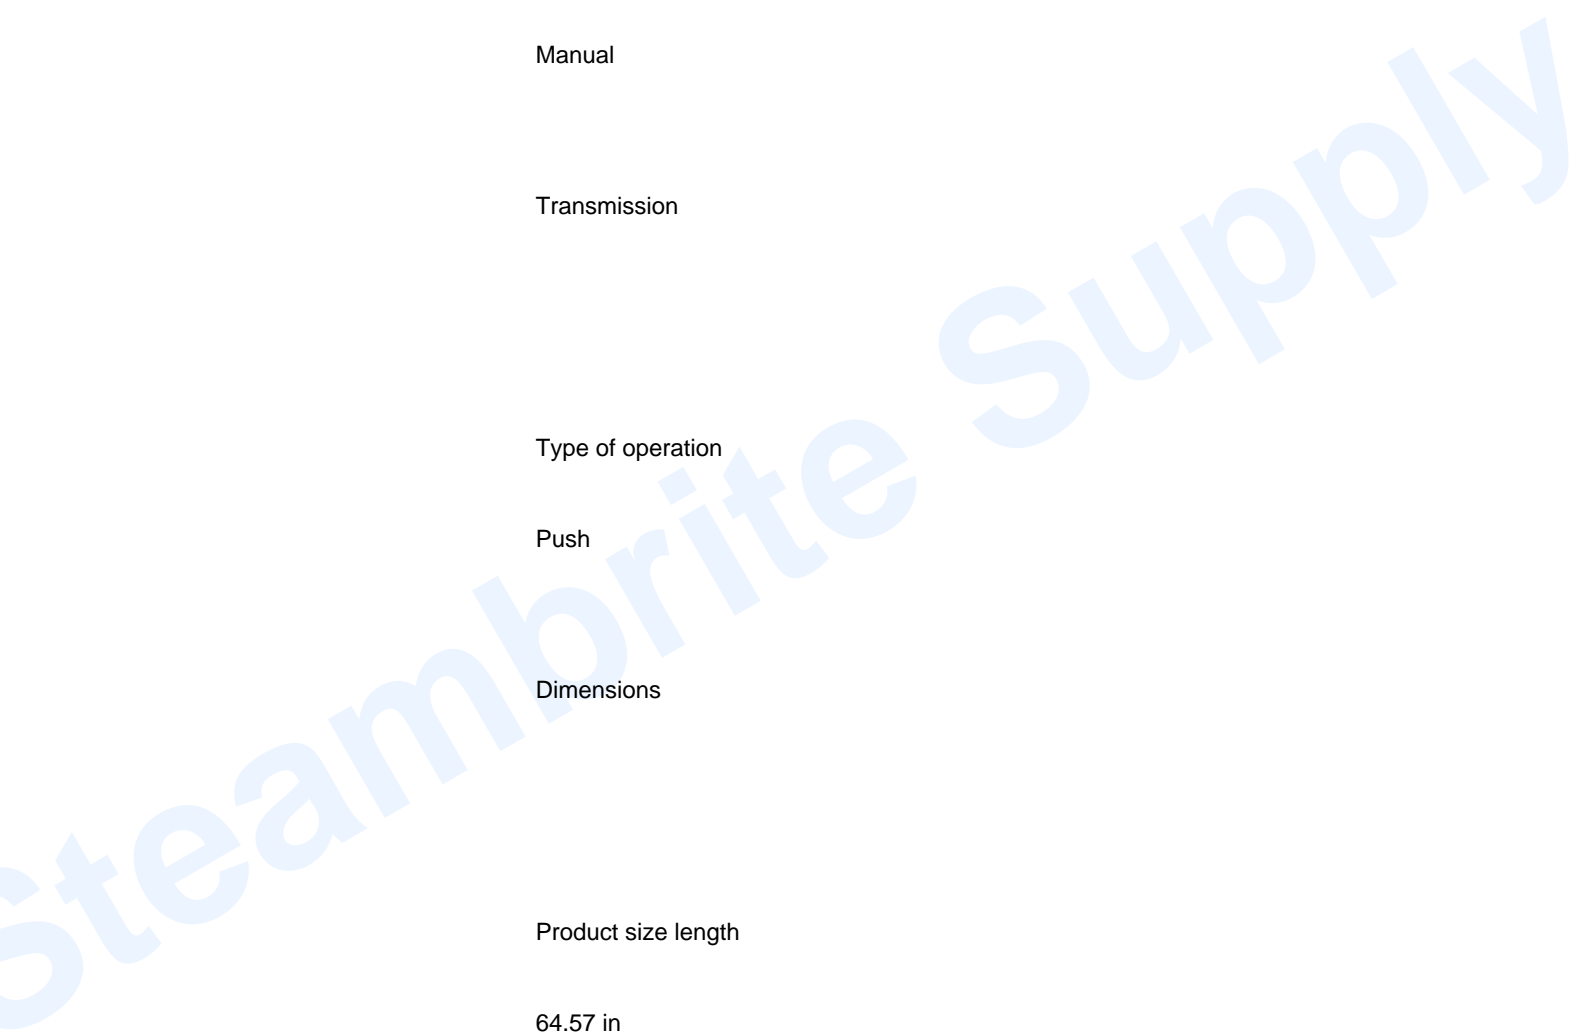 Manual
Transmission
Type of operation
Push
Dimensions
Product size length
64.57 in
Steambrite Supply